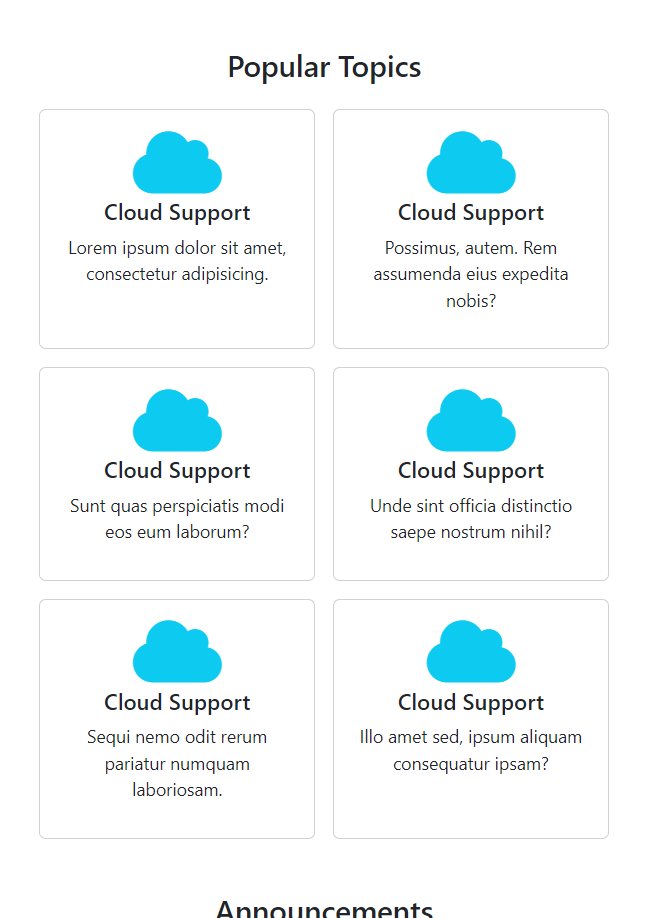 Popular Topics
Cloud Support
Lorem ipsum dolor sit amet,
consectetur adipisicing.
Cloud Support
Possimus, autem. Rem
assumenda eius expedita
nobis?
Cloud Support
Sunt quas perspiciatis modi
eos eum laborum?
Cloud Support
Unde sint officia distinctio
saepe nostrum nihil?
Cloud Support
Sequi nemo odit rerum
pariatur numquam
laboriosam.
Cloud Support
Illo amet sed, ipsum aliquam
consequatur ipsam?
Announcements